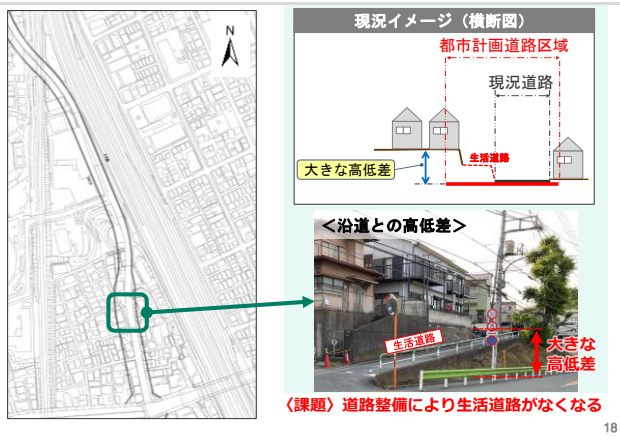 N
現況イメージ（横断図）
都市計画道路区域
現況道路
生活道路
大きな高低差
＜沿道との高低差＞
生活道路
大きな
高低差
〈課題〉道路整備により生活道路がなくなる
18